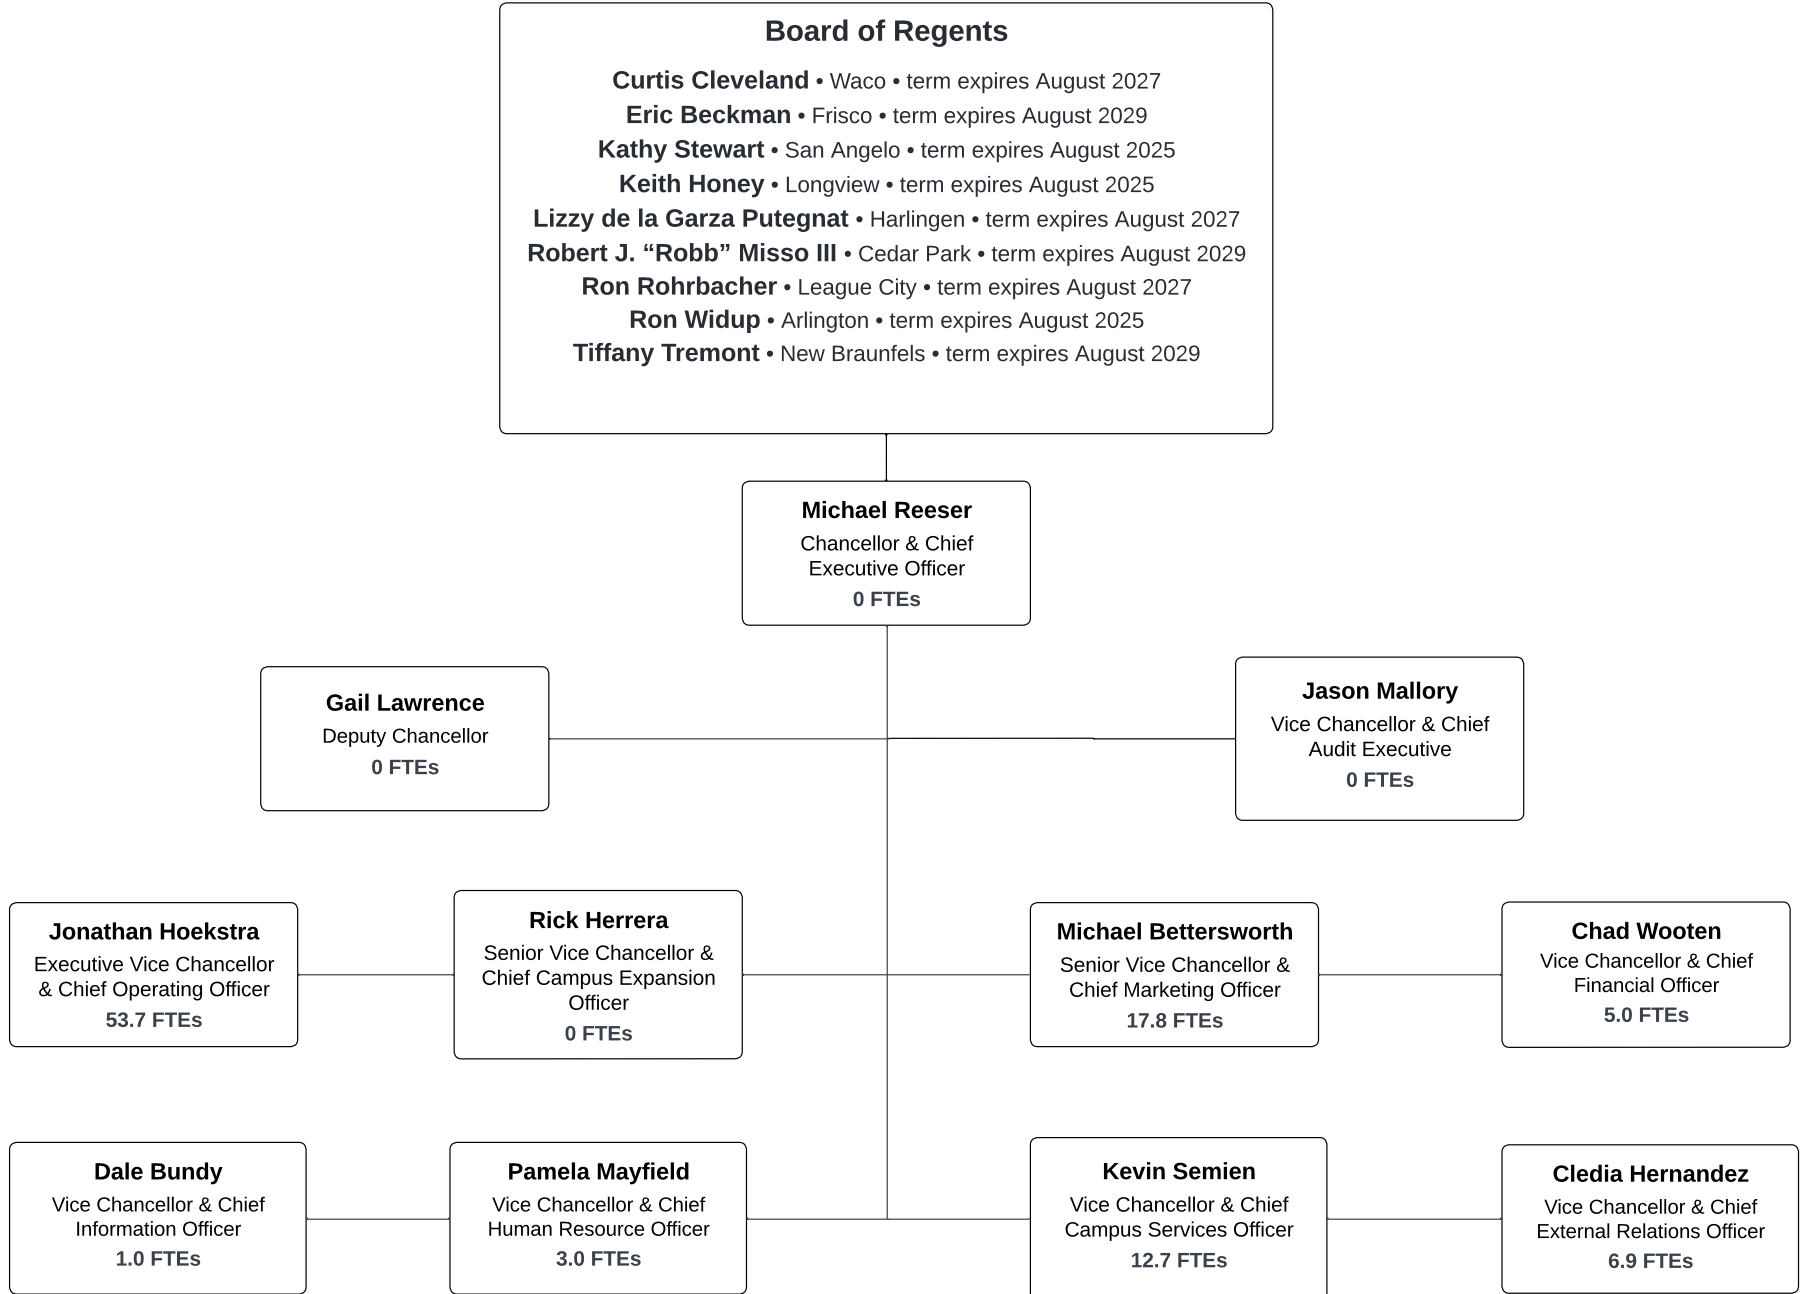 Board of Regents
Curtis Cleveland • Waco • term expires August 2027
Eric Beckman • Frisco • term expires August 2029
Kathy Stewart • San Angelo • term expires August 2025
Keith Honey • Longview • term expires August 2025
Lizzy de la Garza Putegnat • Harlingen • term expires August 2027
Robert J. “Robb” Misso III • Cedar Park • term expires August 2029
Ron Rohrbacher • League City • term expires August 2027
Ron Widup • Arlington • term expires August 2025
Tiffany Tremont • New Braunfels • term expires August 2029
Michael Reeser
Chancellor & Chief
Executive Officer
0 FTEs
Gail Lawrence
Deputy Chancellor
0 FTEs
Jason Mallory
Vice Chancellor & Chief
Audit Executive
0 FTEs
Jonathan Hoekstra
Executive Vice Chancellor
& Chief Operating Officer
53.7 FTEs
Rick Herrera
Senior Vice Chancellor &
Chief Campus Expansion
Officer
0 FTEs
Michael Bettersworth
Senior Vice Chancellor &
Chief Marketing Officer
17.8 FTEs
Chad Wooten
Vice Chancellor & Chief
Financial Officer
5.0 FTEs
Dale Bundy
Vice Chancellor & Chief
Information Officer
1.0 FTEs
Pamela Mayfield
Vice Chancellor & Chief
Human Resource Officer
3.0 FTEs
Kevin Semien
Vice Chancellor & Chief
Campus Services Officer
12.7 FTEs
Cledia Hernandez
Vice Chancellor & Chief
External Relations Officer
6.9 FTEs